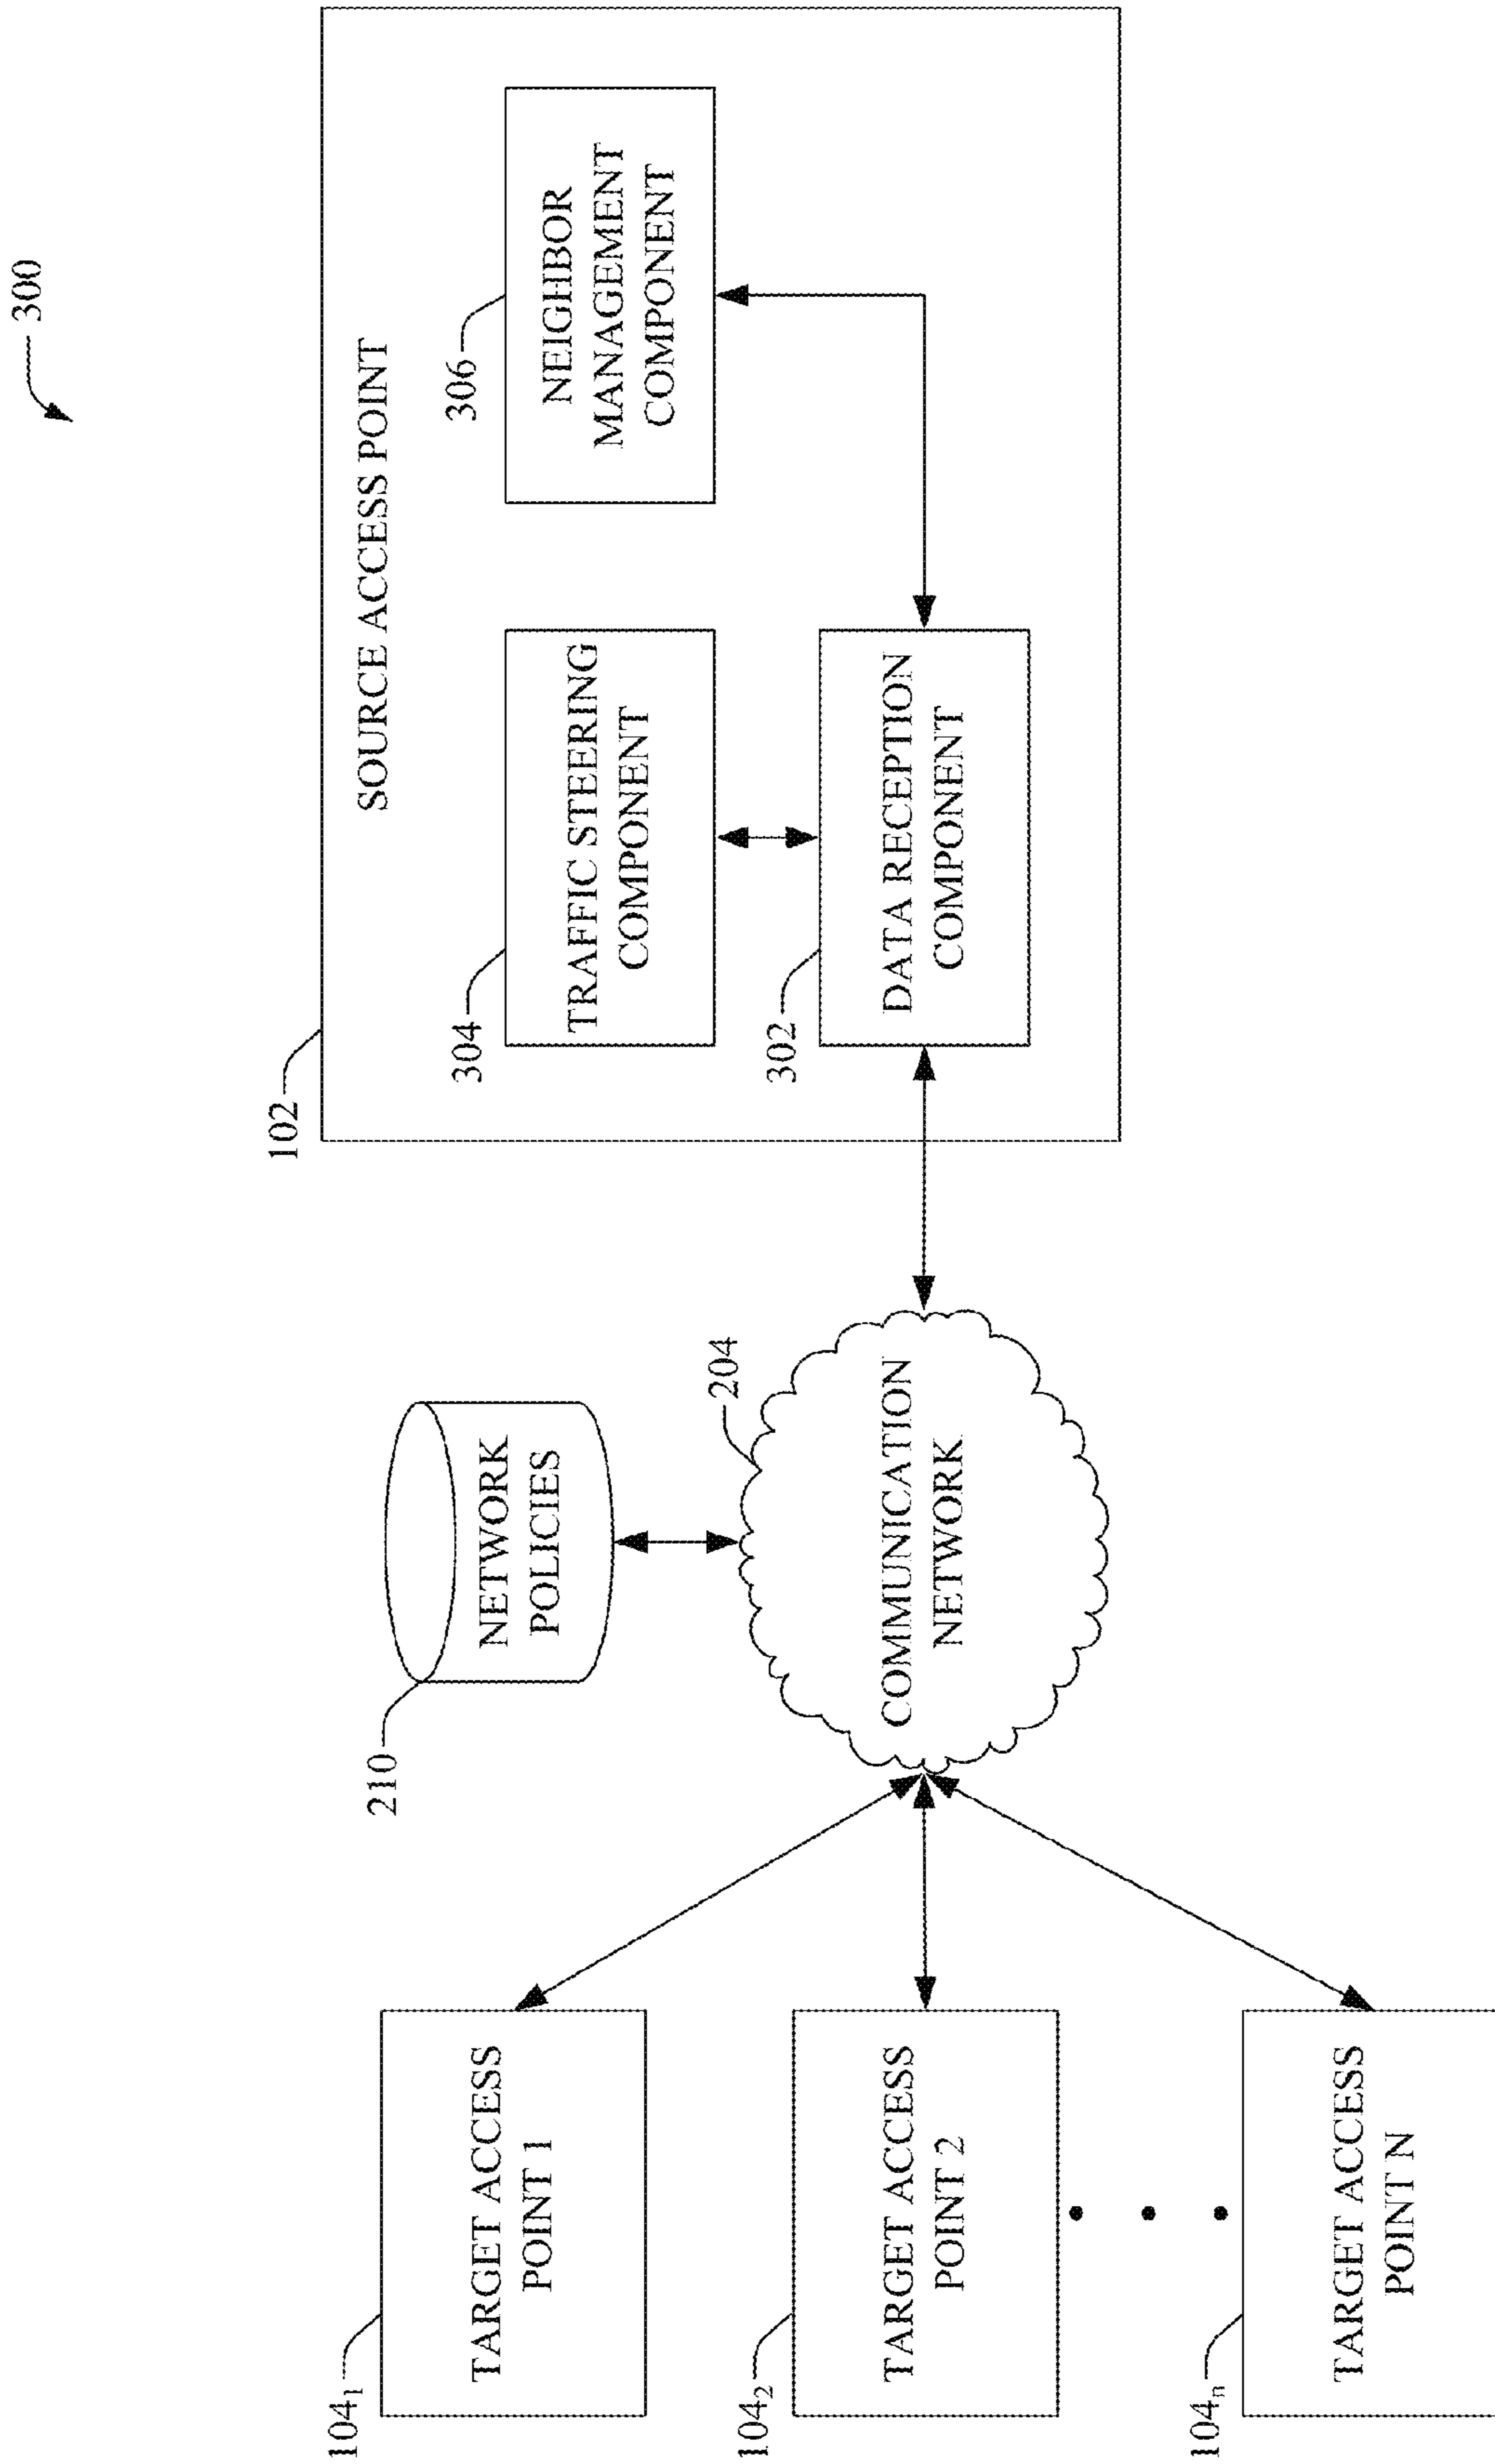 300
SOURCE ACCESS POINT
102
306
NEIGHBOR
MANAGEMENT
COMPONENT
304
TRAFFIC STEERING
COMPONENT
302
DATA RECEPTION
COMPONENT
210
NETWORK
POLICIES
204
COMMUNICATION
NETWORK
104₁
TARGET ACCESS
POINT 1
104₂
TARGET ACCESS
POINT 2
• • •
104ₙ
TARGET ACCESS
POINT N